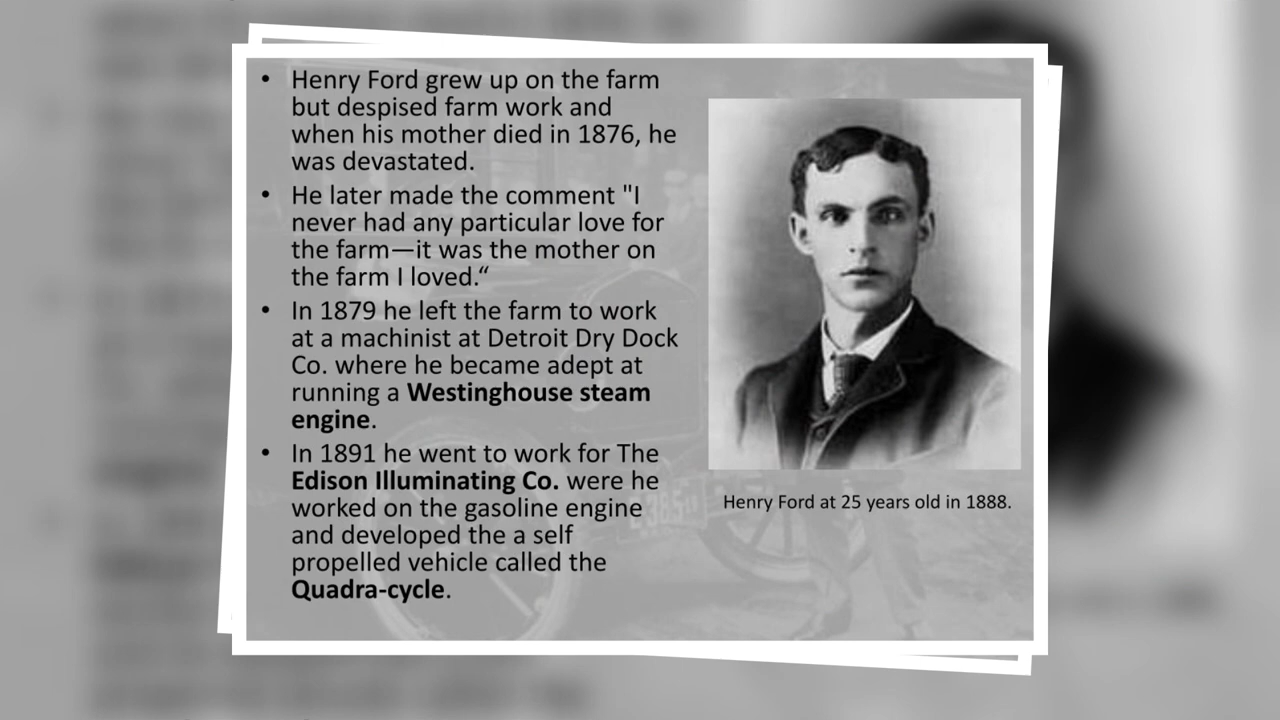 • Henry Ford grew up on the farm
but despised farm work and
when his mother died in 1876, he
was devastated.
• He later made the comment "I
never had any particular love for
the farm—it was the mother on
the farm I loved.“
• In 1879 he left the farm to work
at a machinist at Detroit Dry Dock
Co. where he became adept at
running a Westinghouse steam
engine.
• In 1891 he went to work for The
Edison Illuminating Co. were he
worked on the gasoline engine
and developed the a self
propelled vehicle called the
Quadra-cycle.
Henry Ford at 25 years old in 1888.